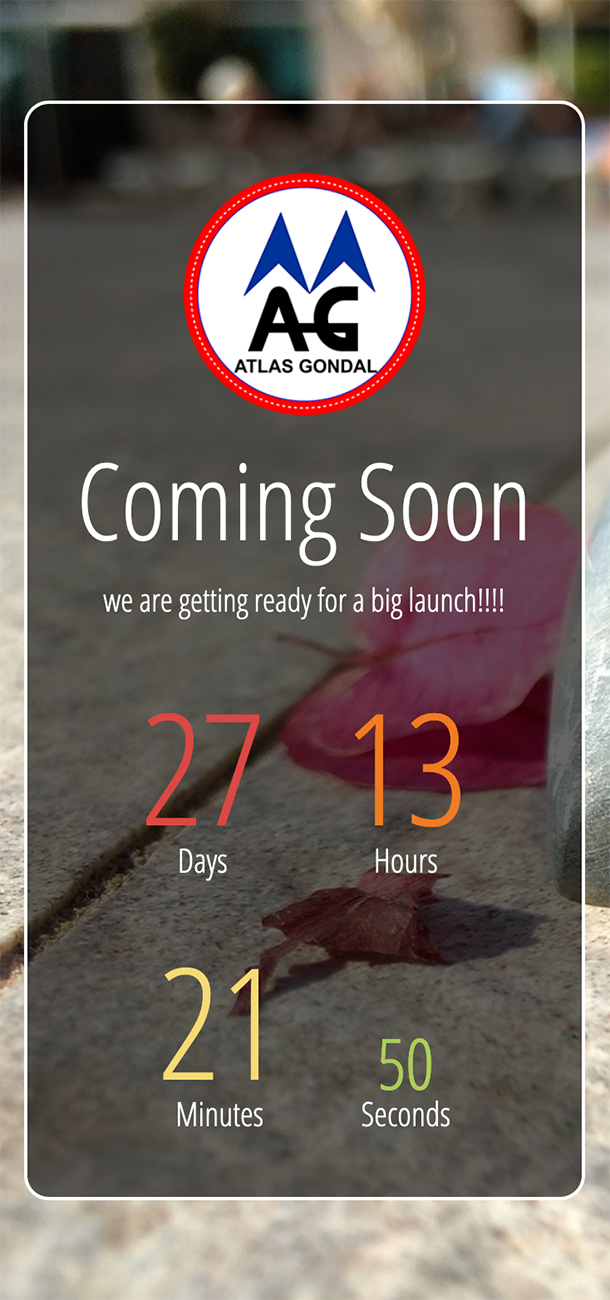 AG
ATLAS GONDAL
Coming Soon
we are getting ready for a big launch!!!!
27 13
Days Hours
21 50
Minutes Seconds